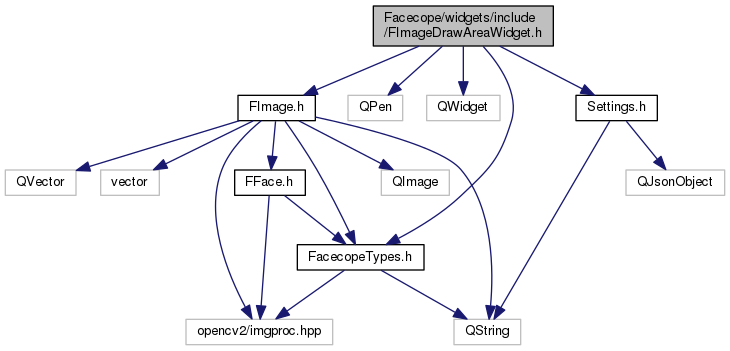 Facecope/widgets/include
/FImageDrawAreaWidget.h
FImage.h
QPen
QWidget
Settings.h
QVector
vector
FFace.h
QImage
QJsonObject
FacecopeTypes.h
opencv2/imgproc.hpp
QString